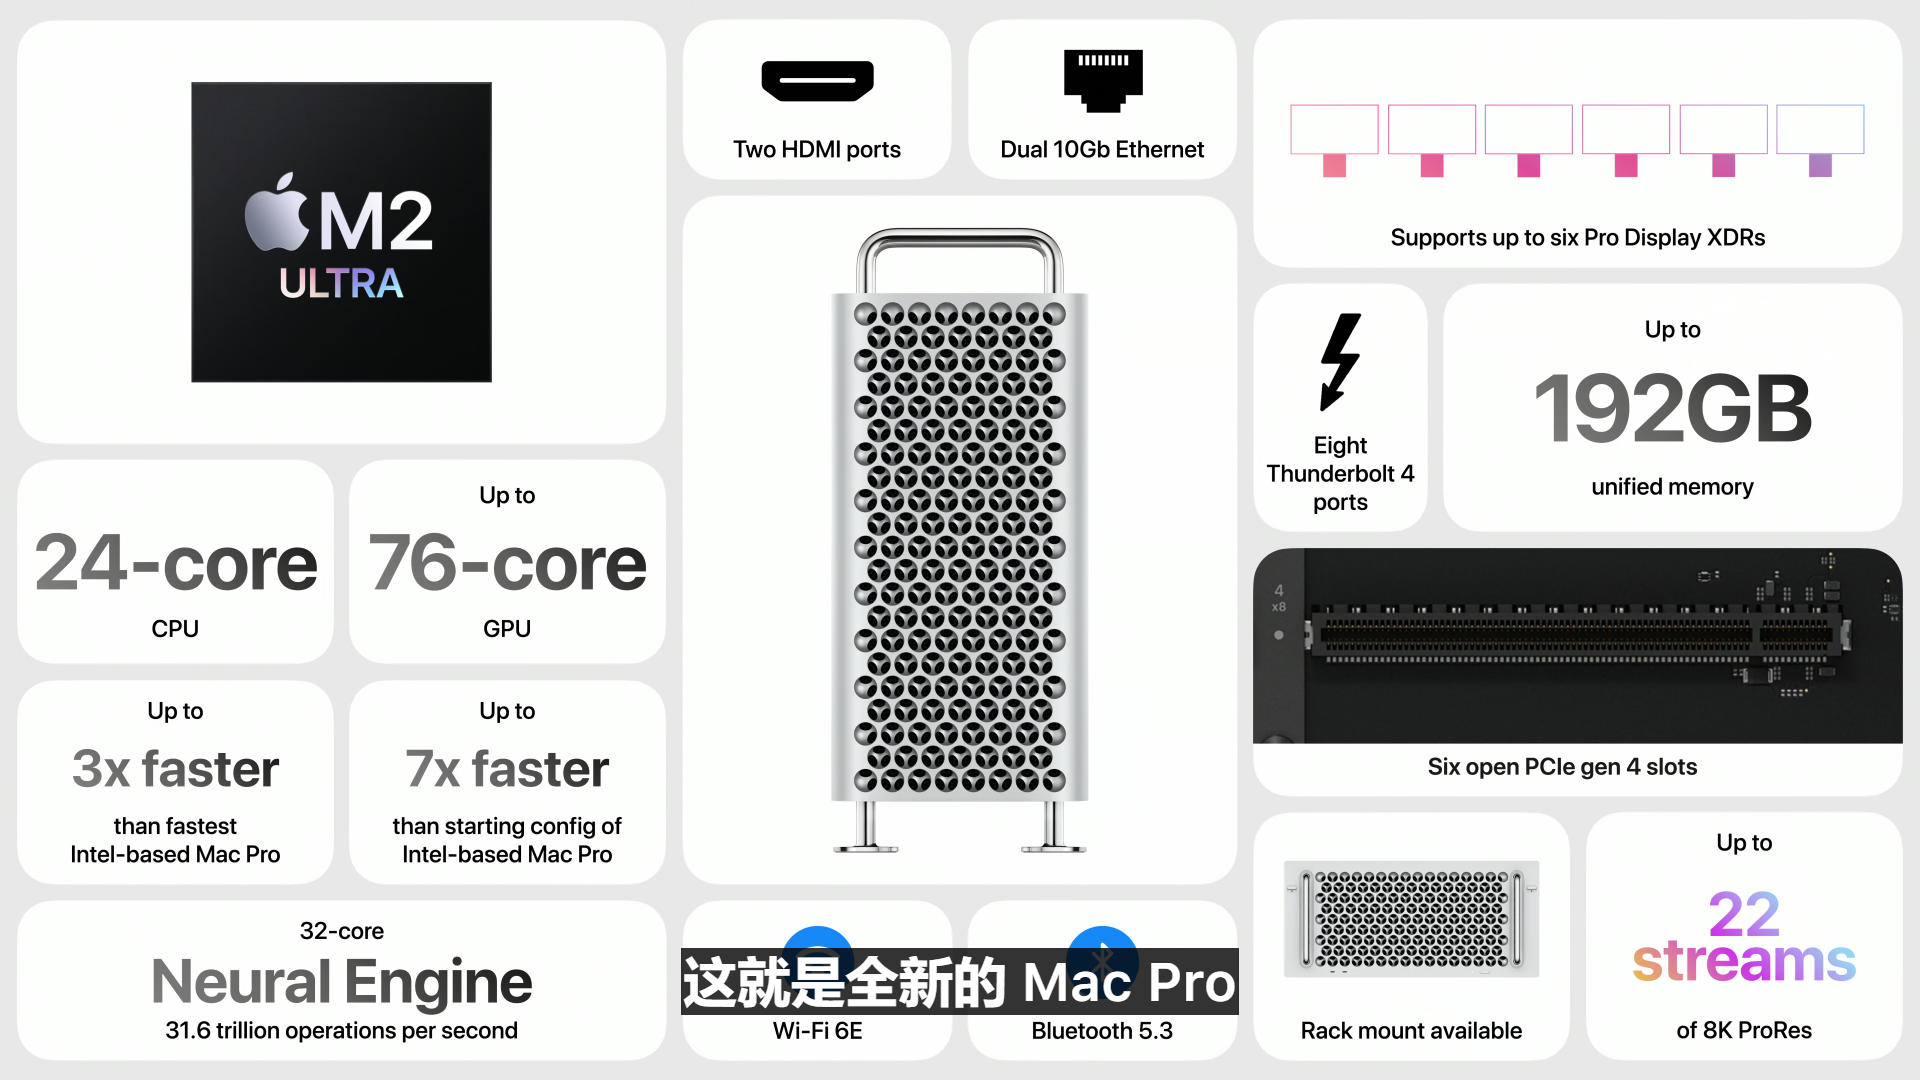 M2
ULTRA
24-core
CPU
Up to
76-core
GPU
Up to
3x faster
than fastest
Intel-based Mac Pro
Up to
7x faster
than starting config of
Intel-based Mac Pro
32-core
Neural Engine
31.6 trillion operations per second
Two HDMI ports
Dual 10Gb Ethernet
这就是全新的 Mac Pro
Wi-Fi 6E
Bluetooth 5.3
Supports up to six Pro Display XDRs
Eight
Thunderbolt 4
ports
Up to
192GB
unified memory
4
x8
Six open PCIe gen 4 slots
Rack mount available
Up to
22
streams
of 8K ProRes